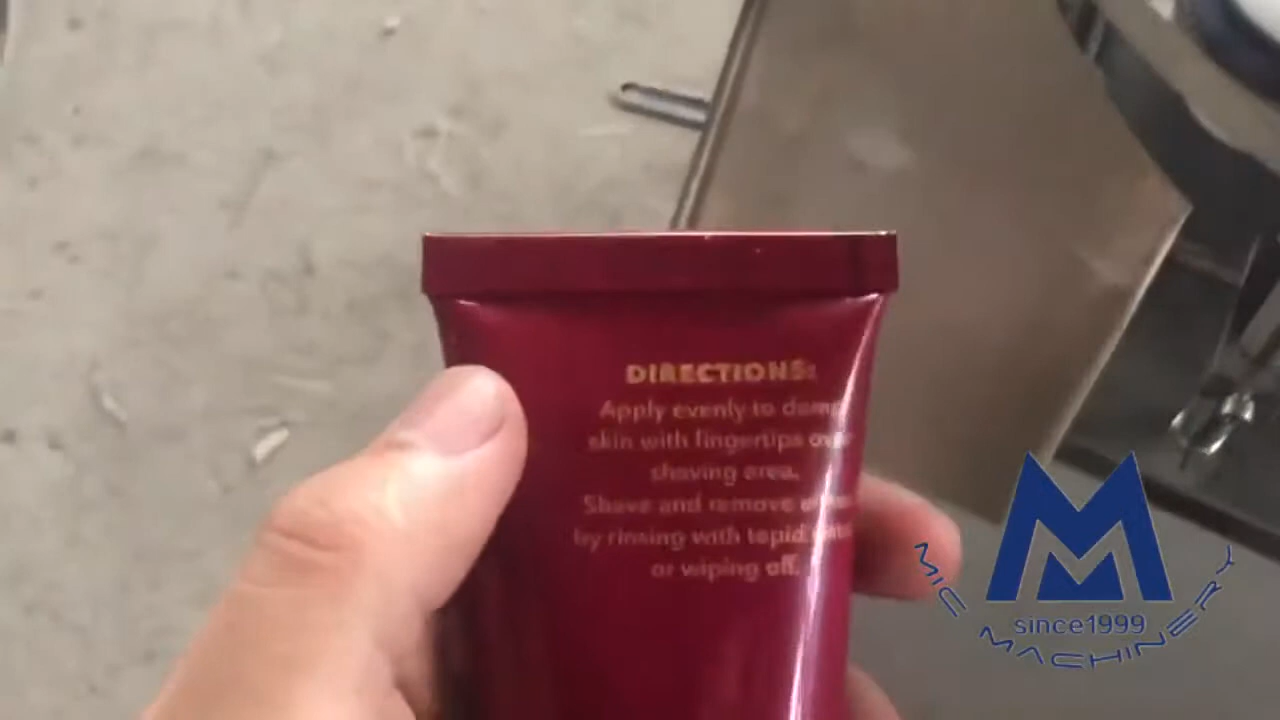 DIRECTIONS:
Apply evenly to damp
skin with fingertips over
shaving area.
Shave and remove
by rinsing with tepid water
or wiping off.
since1999
MIC MACHINERY